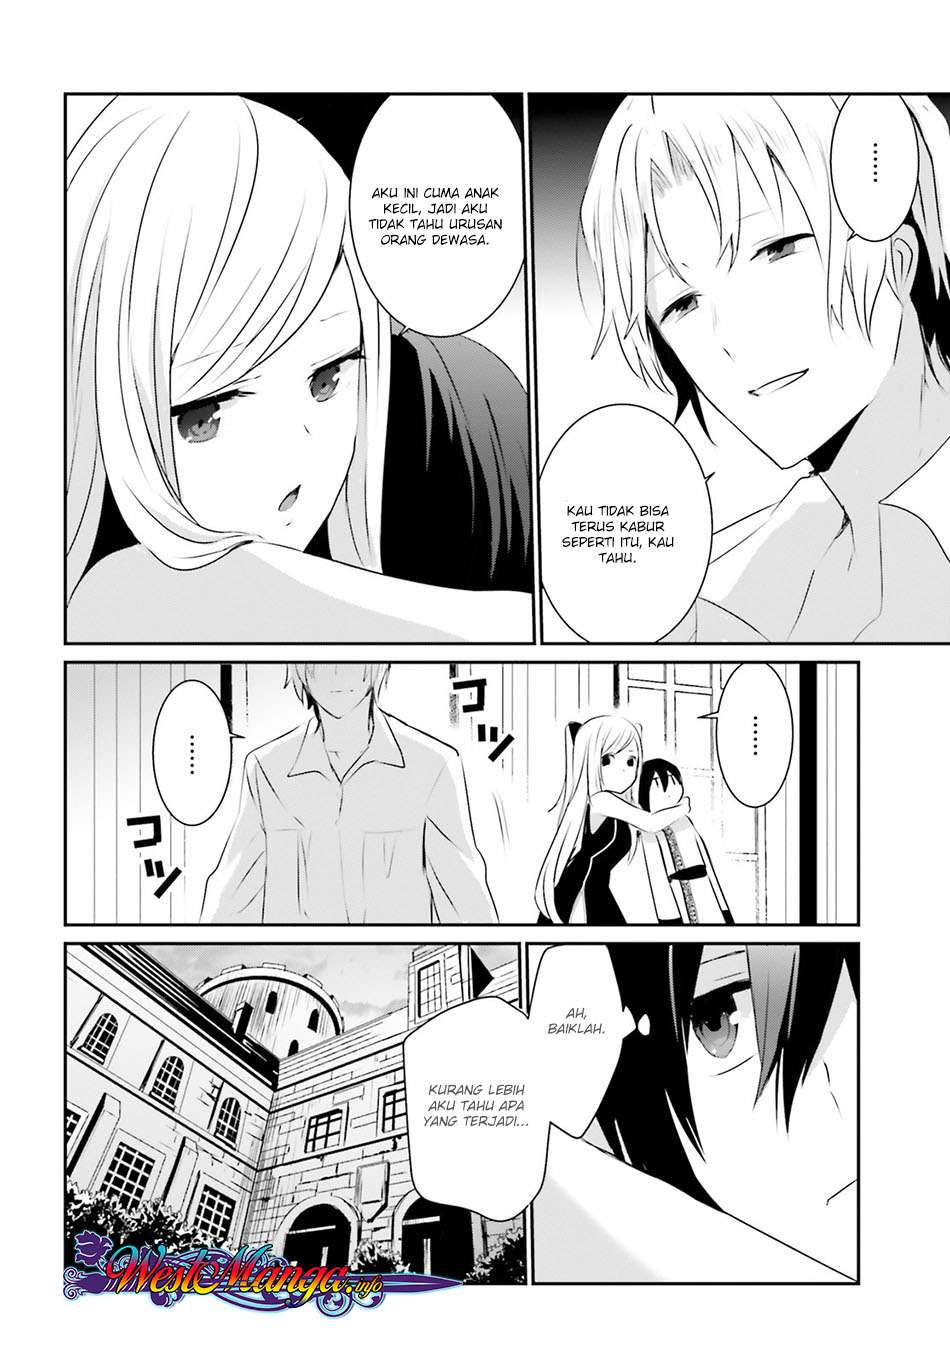 ......
KAU TIDAK BISA
TERUS KABUR
SEPERTI ITU, KAU
TAHU.
AKU INI CUMA ANAK
KECIL, JADI AKU
TIDAK TAHU URUSAN
ORANG DEWASA.
......
コツ
コツ
......
AH,
BAIKLAH.
KURANG LEBIH
AKU TAHU APA
YANG TERJADI...
WestManga.info